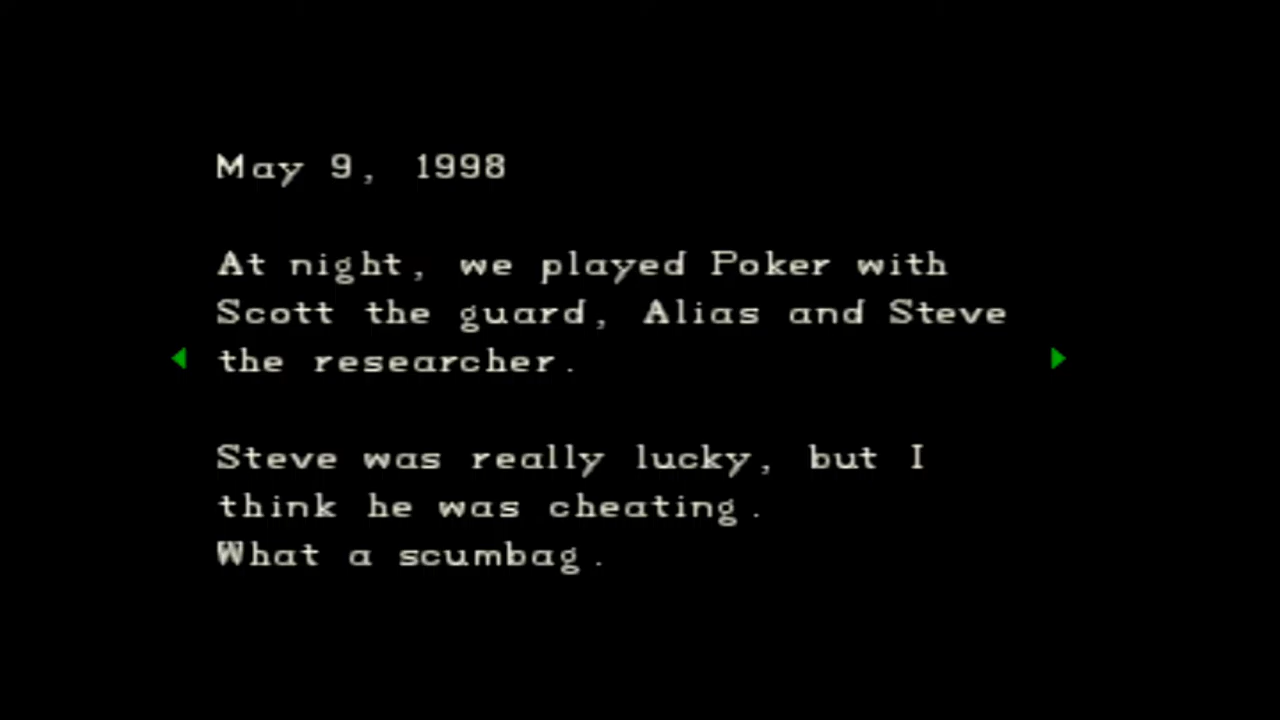 May 9, 1998
At night, we played Poker with
Scott the guard, Alias and Steve
the researcher.
Steve was really lucky, but I
think he was cheating.
What a scumbag.